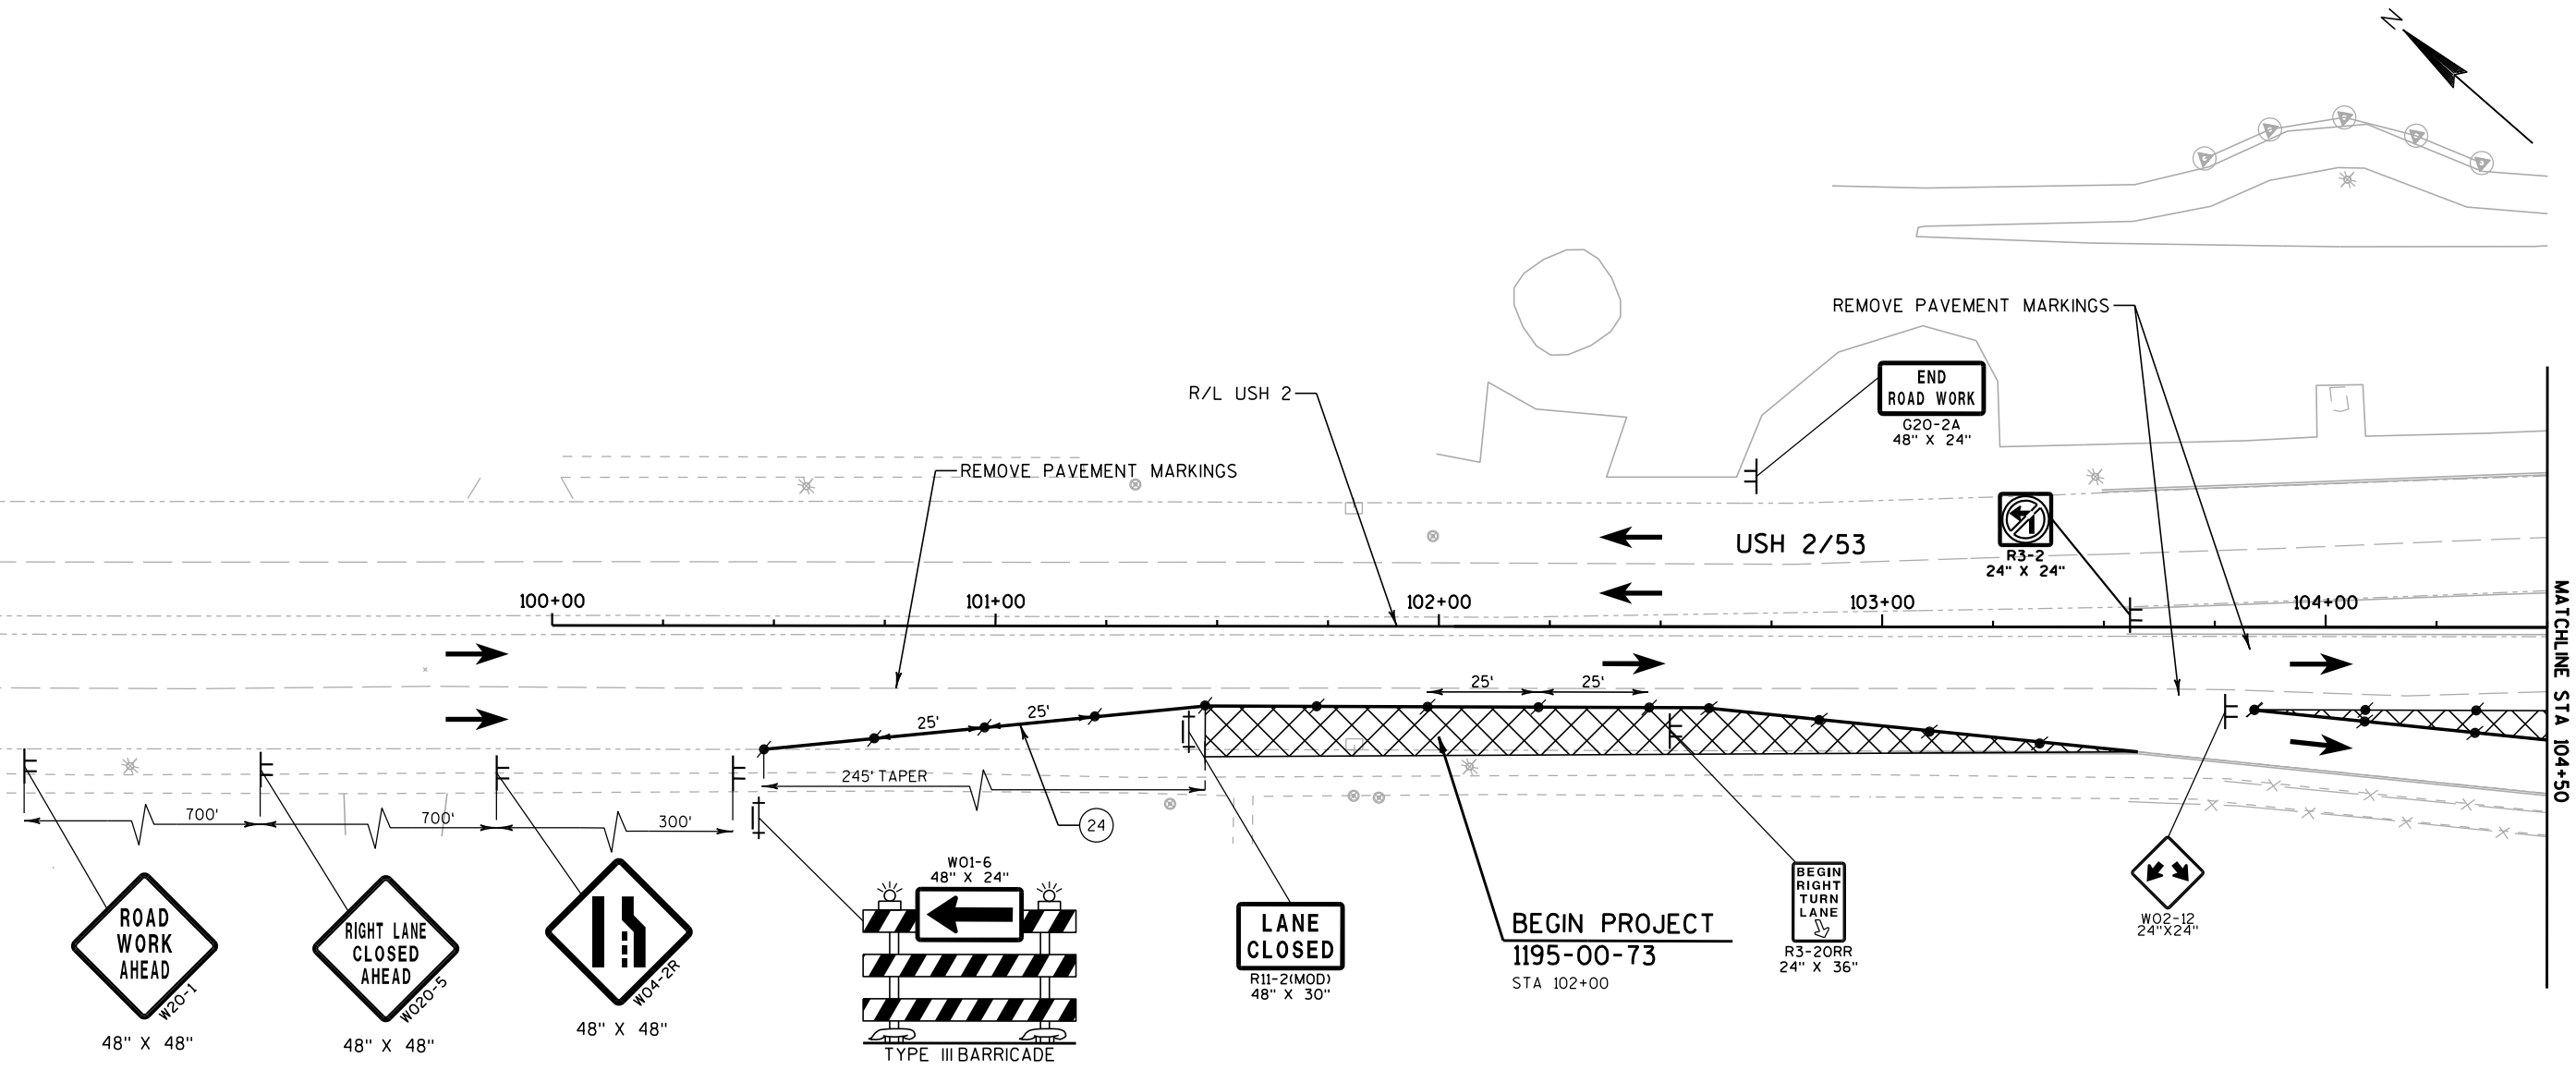 N
REMOVE PAVEMENT MARKINGS
R/L USH 2
END
ROAD WORK
G20-2A
48" X 24"
REMOVE PAVEMENT MARKINGS
USH 2/53
R3-2
24" X 24"
100+00
101+00
102+00
103+00
104+00
MATCHLINE STA 104+50
25'
25'
25'
25'
245' TAPER
700'
700'
300'
24
ROAD
WORK
AHEAD
W20-1
48" X 48"
RIGHT LANE
CLOSED
AHEAD
WO20-5
48" X 48"
WO4-2R
48" X 48"
WO1-6
48" X 24"
TYPE III BARRICADE
LANE
CLOSED
R11-2(MOD)
48" X 30"
BEGIN PROJECT
1195-00-73
STA 102+00
BEGIN
RIGHT
TURN
LANE
R3-20RR
24" X 36"
WO2-12
24"X24"